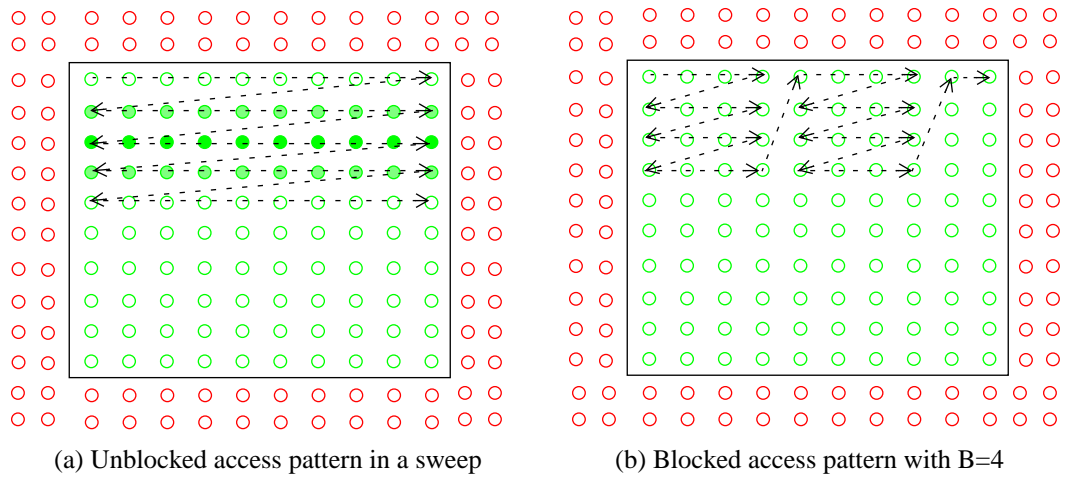 (a) Unblocked access pattern in a sweep
(b) Blocked access pattern with B=4